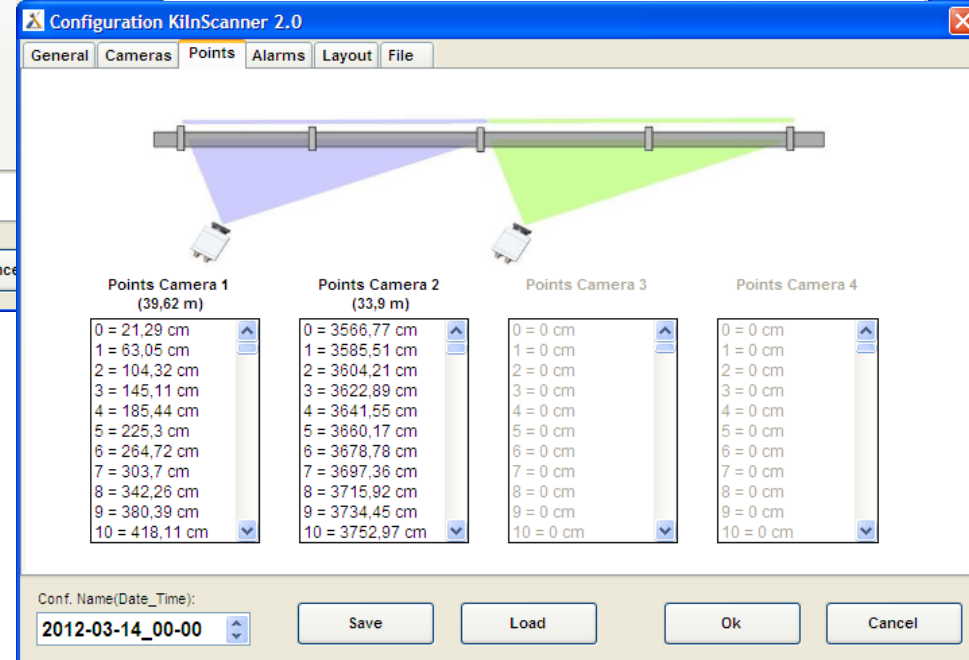 Configuration KilnScanner 2.0
General Cameras Points Alarms Layout File
Points Camera 1
(39,62 m)
0 = 21,29 cm
1 = 63,05 cm
2 = 104,32 cm
3 = 145,11 cm
4 = 185,44 cm
5 = 225,3 cm
6 = 264,72 cm
7 = 303,7 cm
8 = 342,26 cm
9 = 380,39 cm
10 = 418,11 cm
Points Camera 2
(33,9 m)
0 = 3566,77 cm
1 = 3585,51 cm
2 = 3604,21 cm
3 = 3622,89 cm
4 = 3641,55 cm
5 = 3660,17 cm
6 = 3678,78 cm
7 = 3697,36 cm
8 = 3715,92 cm
9 = 3734,45 cm
10 = 3752,97 cm
Points Camera 3
0 = 0 cm
1 = 0 cm
2 = 0 cm
3 = 0 cm
4 = 0 cm
5 = 0 cm
6 = 0 cm
7 = 0 cm
8 = 0 cm
9 = 0 cm
10 = 0 cm
Points Camera 4
0 = 0 cm
1 = 0 cm
2 = 0 cm
3 = 0 cm
4 = 0 cm
5 = 0 cm
6 = 0 cm
7 = 0 cm
8 = 0 cm
9 = 0 cm
10 = 0 cm
Conf. Name(Date_Time):
2012-03-14_00-00
Save Load Ok Cancel